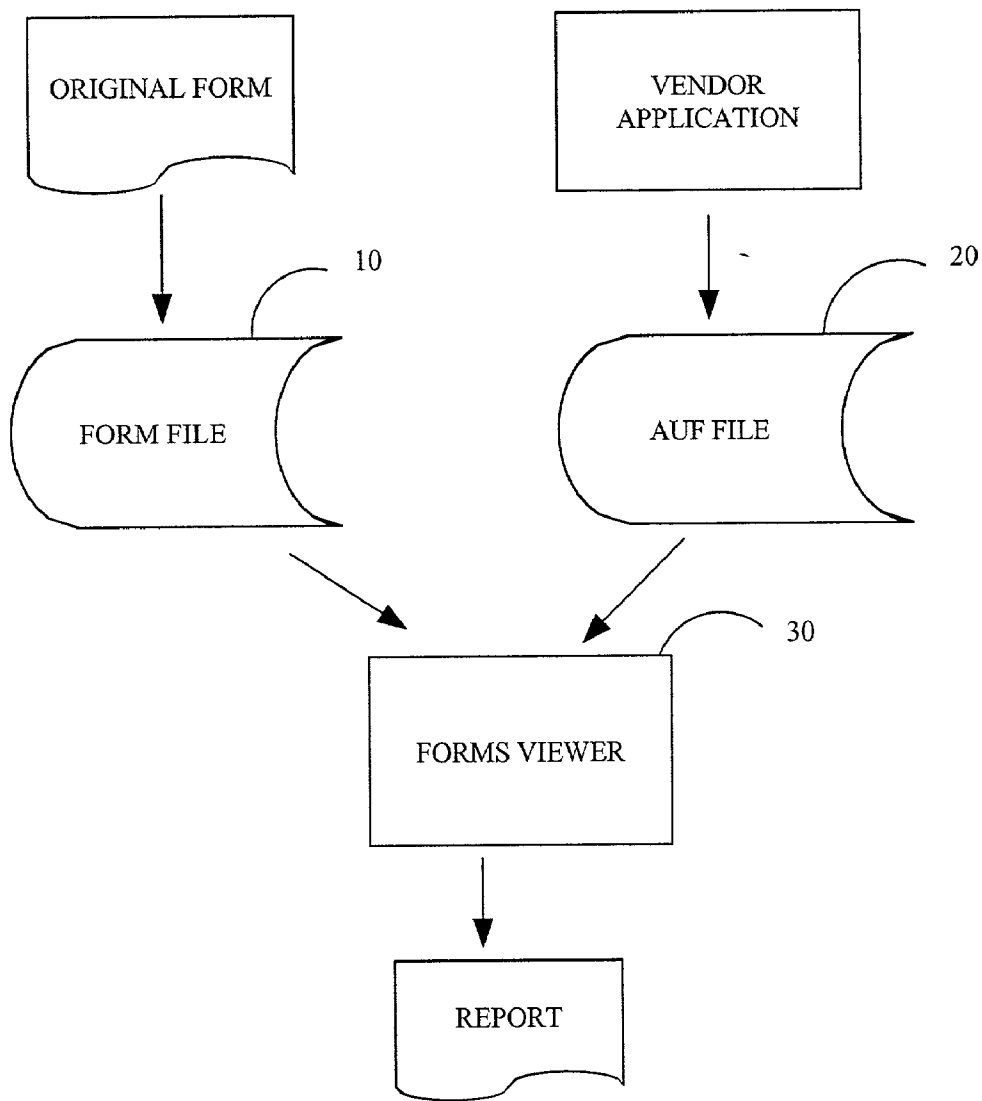 ORIGINAL FORM
VENDOR
APPLICATION
10
20
FORM FILE
AUF FILE
30
FORMS VIEWER
REPORT